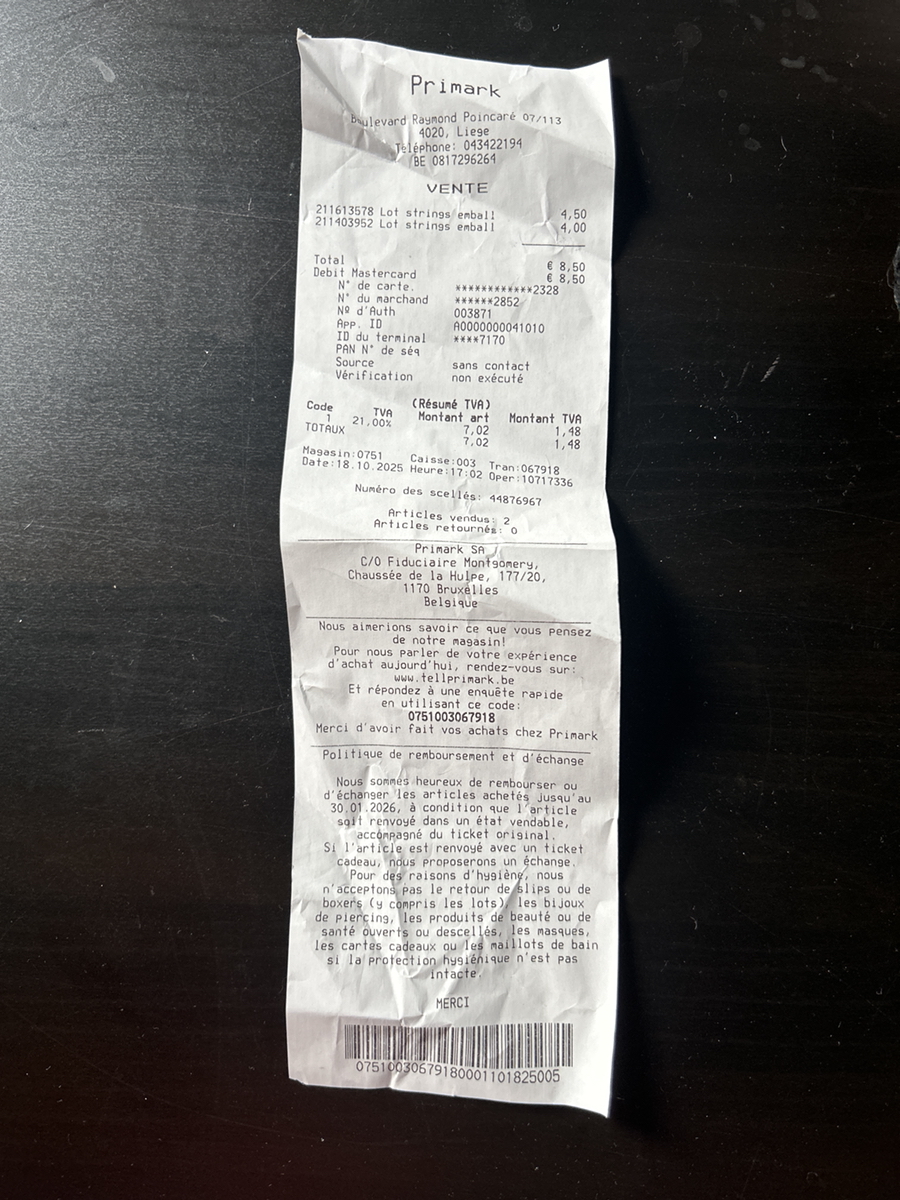 Primark
Boulevard Raymond Poincaré 07/113
4020, Liege
Téléphone: 043422194
BE 0817296264
VENTE
211613578 Lot strings emball 4,50
211403952 Lot strings emball 4,00
Total € 8,50
Debit Mastercard € 8,50
N° de carte. ************2328
N° du marchand ******2852
Nº d'Auth 003871
App. ID A0000000041010
ID du terminal ****7170
PAN N° de séq
Source sans contact
Vérification non exécuté
(Résumé TVA)
Code TVA Montant art Montant TVA
1 21,00% 7,02 1,48
TOTAUX 7,02 1,48
Magasin:0751 Caisse:003 Tran:067918
Date:18.10.2025 Heure:17:02 Oper:10717336
Numéro des scellés: 44876967
Articles vendus: 2
Articles retournés: 0
Primark SA
C/O Fiduciaire Montgomery,
Chaussée de la Hulpe, 177/20,
1170 Bruxelles
Belgique
Nous aimerions savoir ce que vous pensez
de notre magasin!
Pour nous parler de votre expérience
d'achat aujourd'hui, rendez-vous sur:
www.tellprimark.be
Et répondez à une enquête rapide
en utilisant ce code:
0751003067918
Merci d'avoir fait vos achats chez Primark
Politique de remboursement et d'échange
Nous sommes heureux de rembourser ou
d'échanger les articles achetés jusqu'au
30.01.2026, à condition que l'article
soit renvoyé dans un état vendable,
accompagné du ticket original.
Si l'article est renvoyé avec un ticket
cadeau, nous proposerons un échange.
Pour des raisons d'hygiène, nous
n'acceptons pas le retour de slips ou de
boxers (y compris les lots), les bijoux
de piercing, les produits de beauté ou de
santé ouverts ou descellés, les masques,
les cartes cadeaux ou les maillots de bain
si la protection hygiénique n'est pas
intacte.
MERCI
07510030679180001101825005